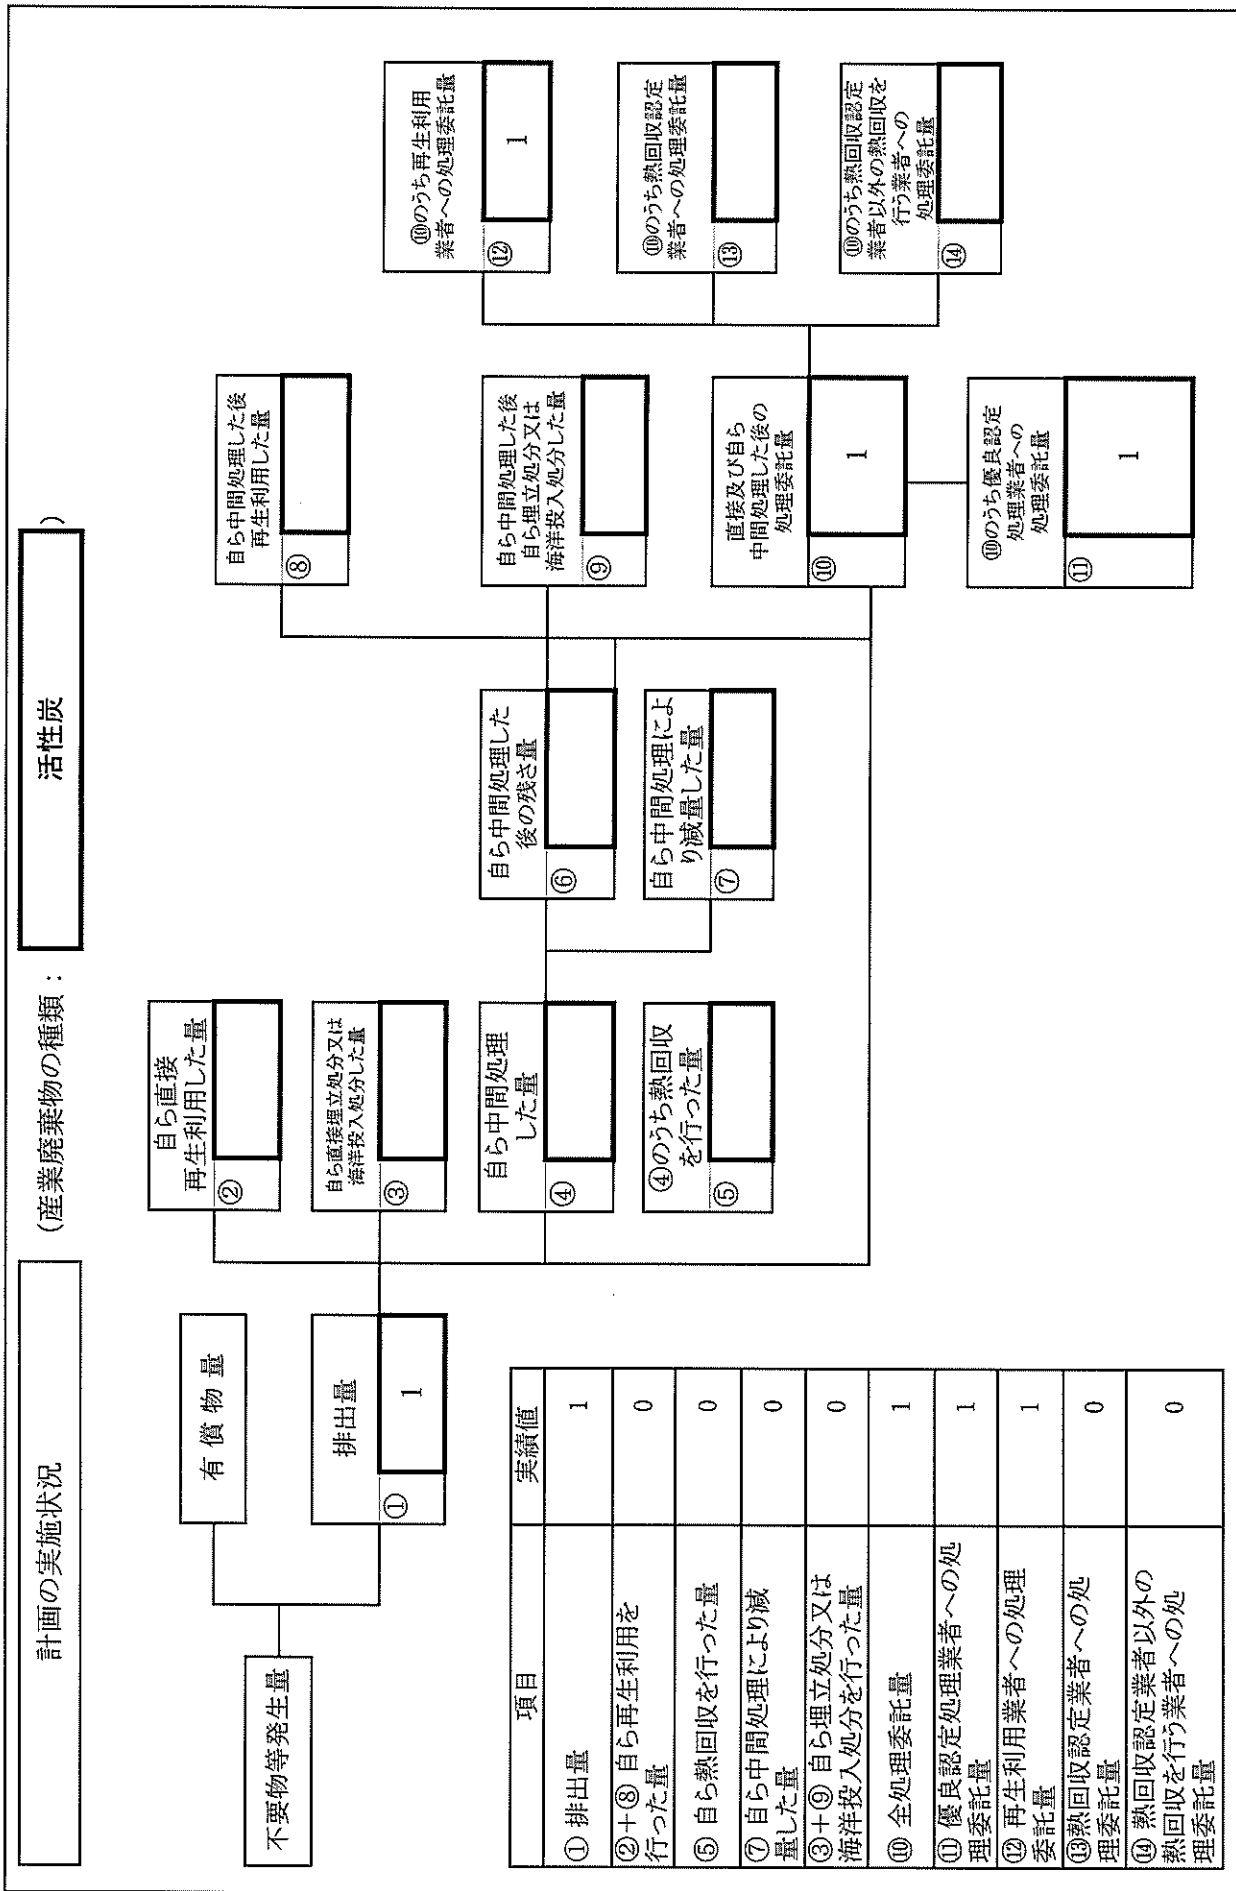 計画の実施状況
（産業廃棄物の種類：
活性炭
）
不要物等発生量
有償物量
排出量
①
1
自ら直接
再生利用した量
②
自ら直接埋立処分又は
海洋投入処分した量
③
自ら中間処理
した量
④
④のうち熱回収
を行った量
⑤
自ら中間処理した
後の残さ量
⑥
自ら中間処理によ
り減量した量
⑦
自ら中間処理した後
再生利用した量
⑧
自ら中間処理した後
自ら埋立処分又は
海洋投入処分した量
⑨
直接及び自ら
中間処理した後の
処理委託量
⑩
1
⑩のうち優良認定
処理業者への
処理委託量
⑪
1
⑩のうち再生利用
業者への処理委託量
⑫
1
⑩のうち熱回収認定
業者への処理委託量
⑬
⑩のうち熱回収認定
業者以外の熱回収を
行う業者への
処理委託量
⑭
項目 実績値
① 排出量 1
②＋⑧ 自ら再生利用を
行った量 0
⑤ 自ら熱回収を行った量 0
⑦ 自ら中間処理により減
量した量 0
③＋⑨ 自ら埋立処分又は
海洋投入処分を行った量 0
⑩ 全処理委託量 1
⑪ 優良認定処理業者への処
理委託量 1
⑫ 再生利用業者への処理
委託量 1
⑬熱回収認定業者への処
理委託量 0
⑭ 熱回収認定業者以外の
熱回収を行う業者への処
理委託量 0